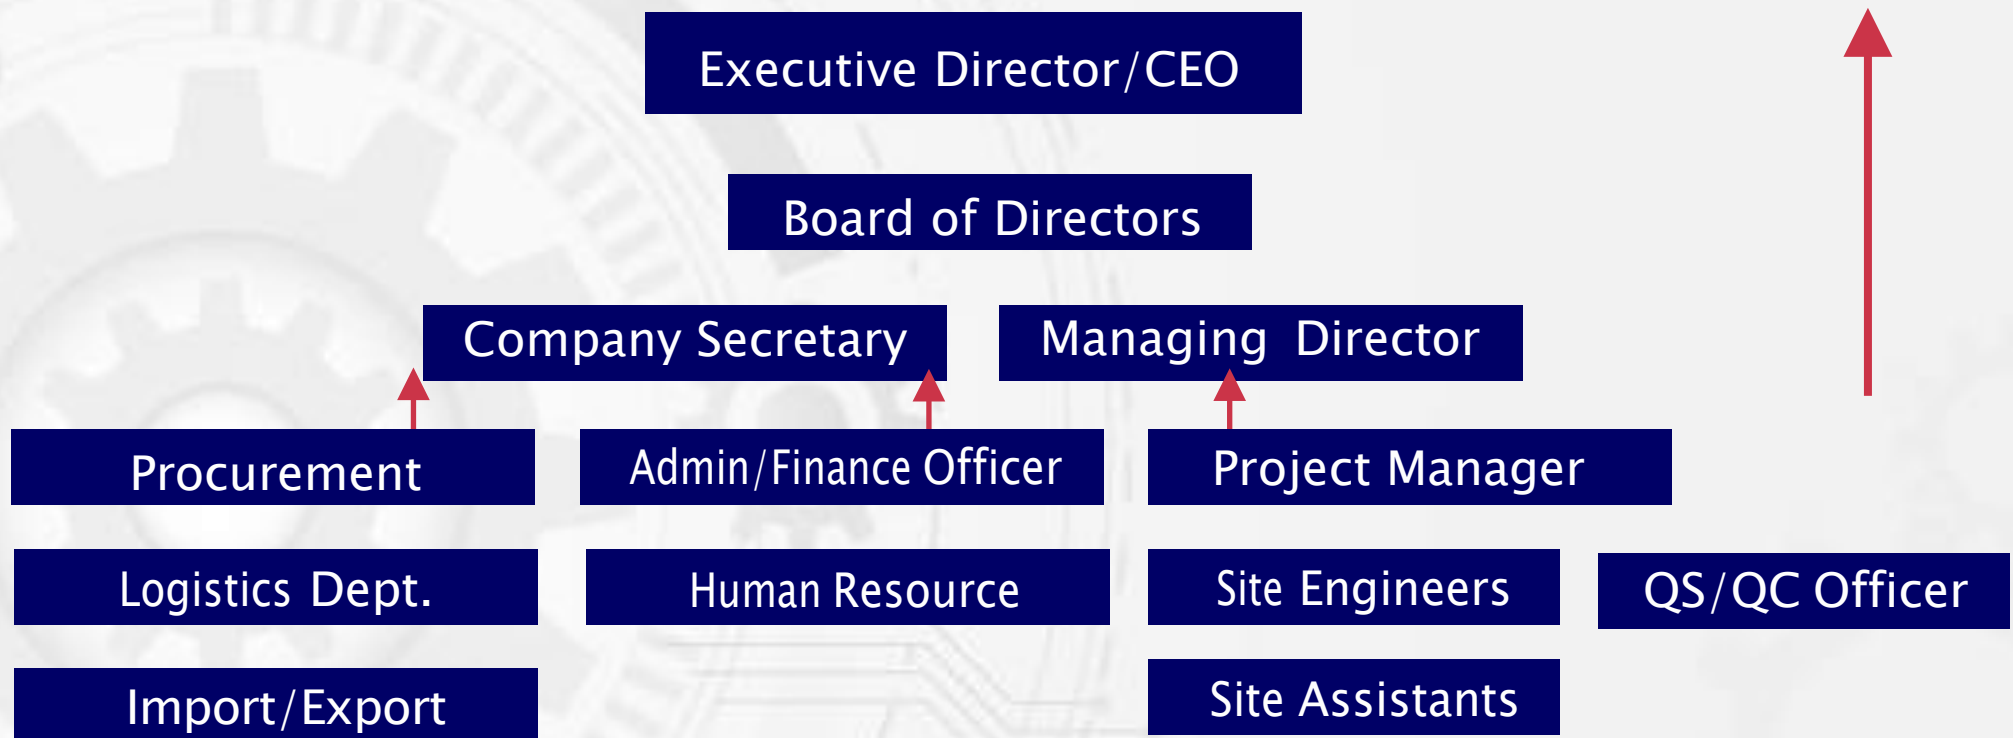 Executive Director/CEO
Board of Directors
Company Secretary
Managing Director
Procurement
Admin/Finance Officer
Project Manager
Logistics Dept.
Human Resource
Site Engineers
QS/QC Officer
Import/Export
Site Assistants